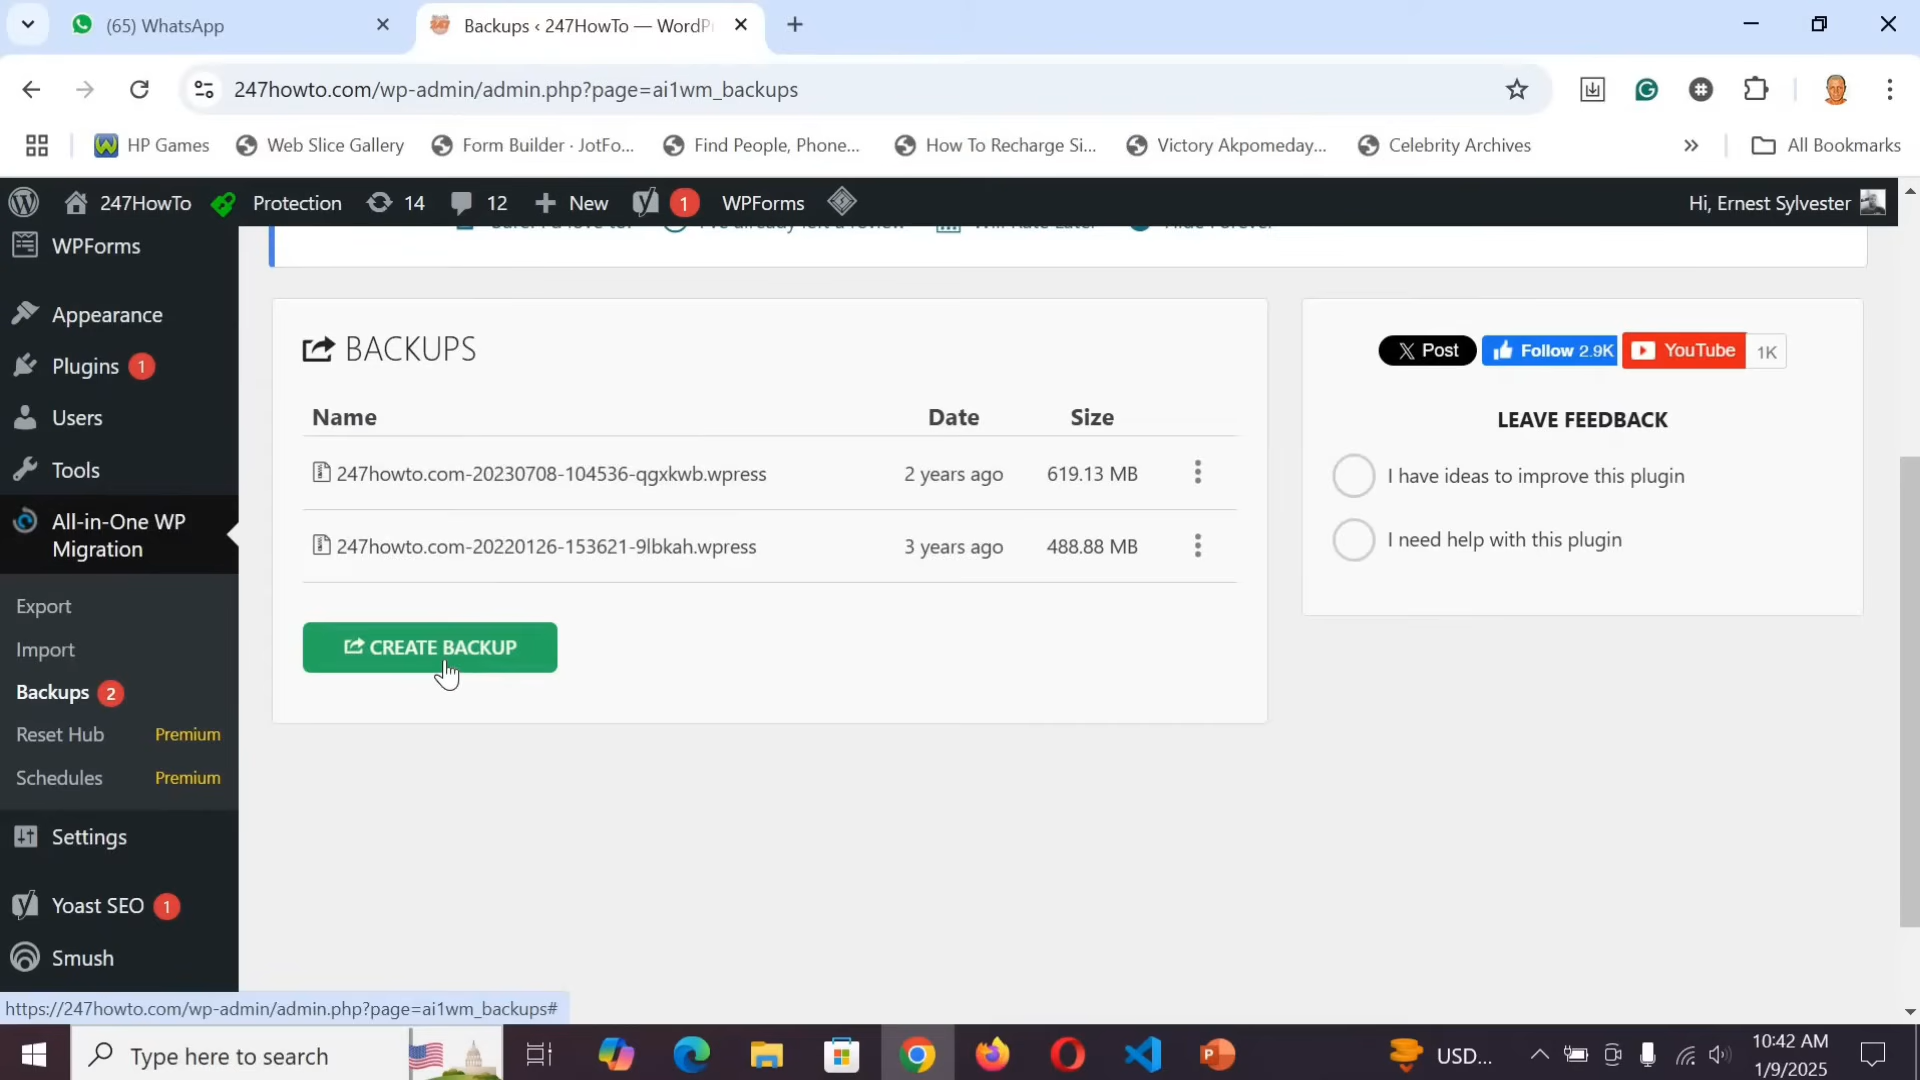 (65) WhatsApp
Backups ‹ 247HowTo — WordP
247howto.com/wp-admin/admin.php?page=ai1wm_backups
HP Games
Web Slice Gallery
Form Builder · JotFo...
Find People, Phone...
How To Recharge Si...
Victory Akpomeday...
Celebrity Archives
»
All Bookmarks
247HowTo
Protection
14
12
New
1
WPForms
Hi, Ernest Sylvester
WPForms
Appearance
Plugins 1
Users
Tools
All-in-One WP
Migration
Export
Import
Backups 2
Reset Hub Premium
Schedules Premium
Settings
Yoast SEO 1
Smush
BACKUPS
Name Date Size
247howto.com-20230708-104536-qgxkwb.wpress 2 years ago 619.13 MB
247howto.com-20220126-153621-9lbkah.wpress 3 years ago 488.88 MB
CREATE BACKUP
X Post
Follow 2.9K
YouTube 1K
LEAVE FEEDBACK
I have ideas to improve this plugin
I need help with this plugin
https://247howto.com/wp-admin/admin.php?page=ai1wm_backups#
Type here to search
USD...
10:42 AM
1/9/2025